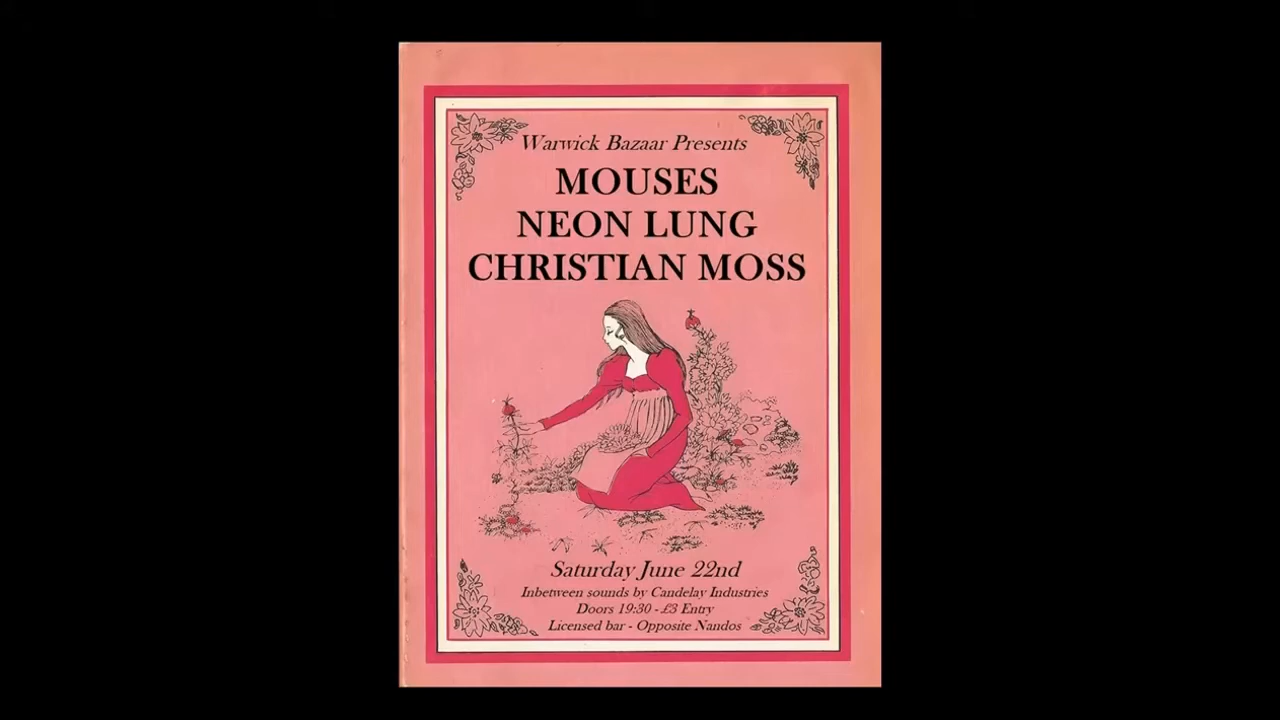 Warwick Bazaar Presents
MOUSES
NEON LUNG
CHRISTIAN MOSS
Saturday June 22nd
Inbetween sounds by Candelay Industries
Doors 19:30 - £3 Entry
Licensed bar - Opposite Nandos